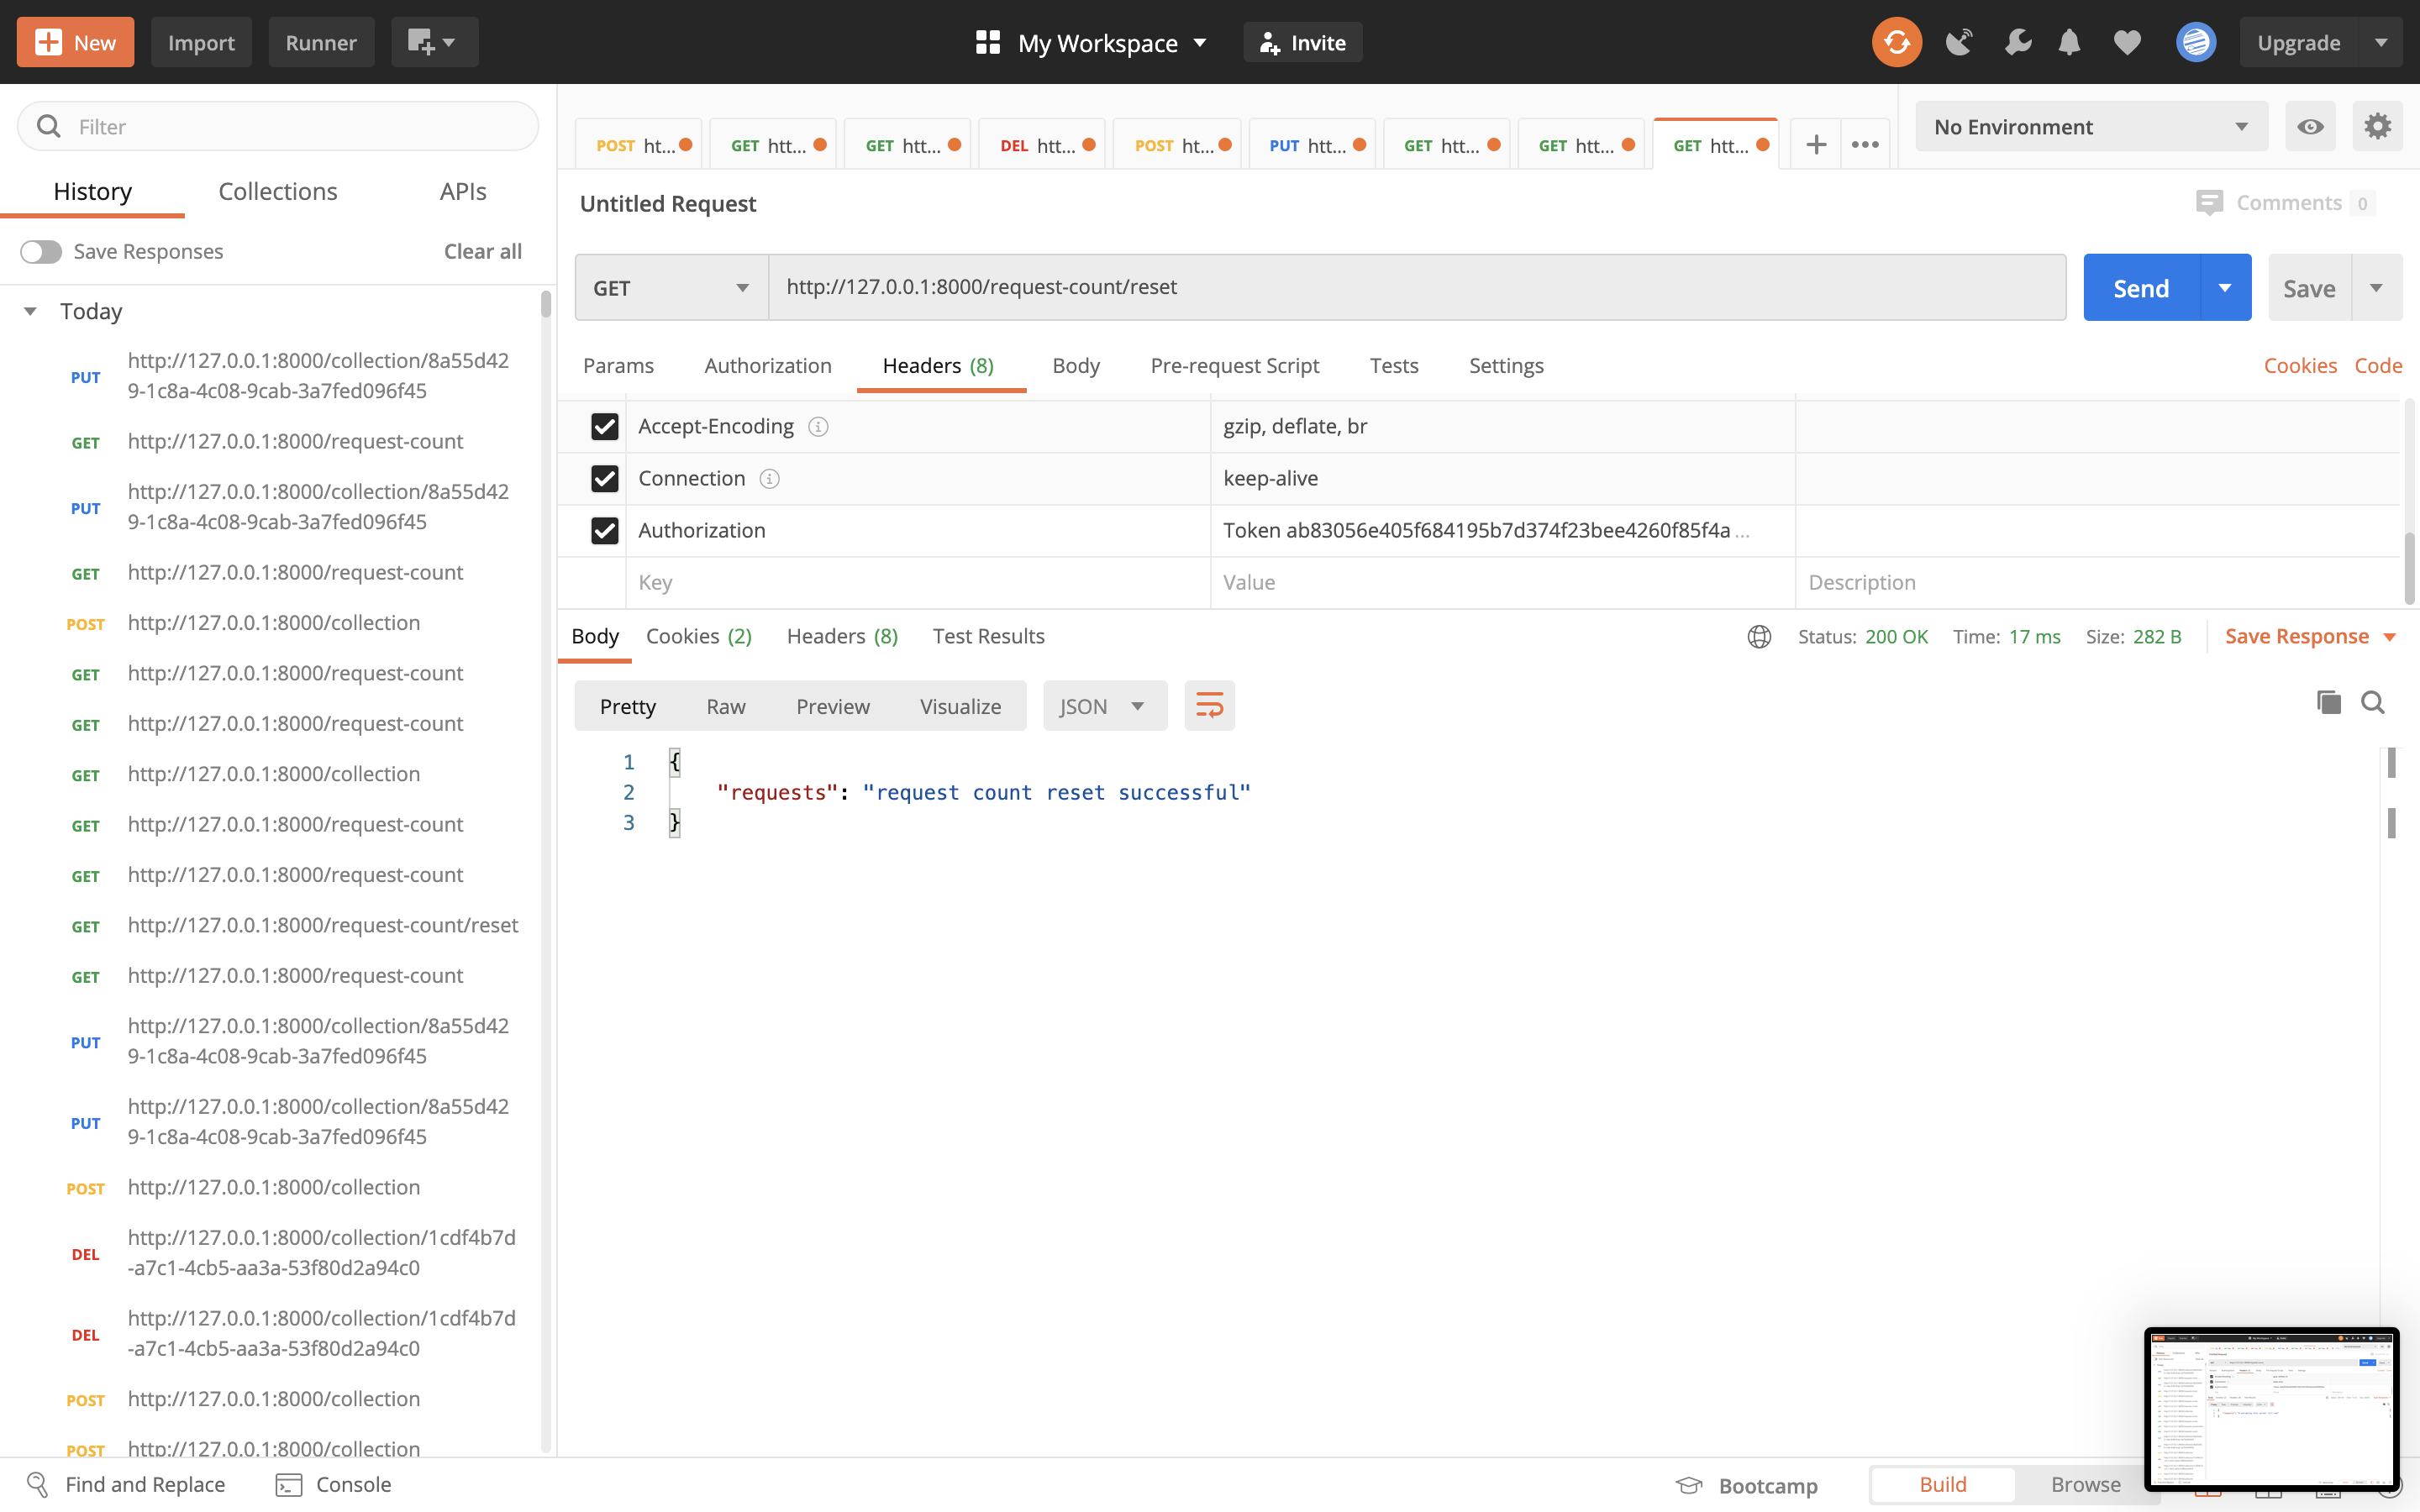 New
Import
Runner
My Workspace
Invite
Upgrade
Filter
History
Collections
APIs
Save Responses
Clear all
Today
PUT http://127.0.0.1:8000/collection/8a55d42
9-1c8a-4c08-9cab-3a7fed096f45
GET http://127.0.0.1:8000/request-count
PUT http://127.0.0.1:8000/collection/8a55d42
9-1c8a-4c08-9cab-3a7fed096f45
GET http://127.0.0.1:8000/request-count
POST http://127.0.0.1:8000/collection
GET http://127.0.0.1:8000/request-count
GET http://127.0.0.1:8000/request-count
GET http://127.0.0.1:8000/collection
GET http://127.0.0.1:8000/request-count
GET http://127.0.0.1:8000/request-count
GET http://127.0.0.1:8000/request-count/reset
GET http://127.0.0.1:8000/request-count
PUT http://127.0.0.1:8000/collection/8a55d42
9-1c8a-4c08-9cab-3a7fed096f45
PUT http://127.0.0.1:8000/collection/8a55d42
9-1c8a-4c08-9cab-3a7fed096f45
POST http://127.0.0.1:8000/collection
DEL http://127.0.0.1:8000/collection/1cdf4b7d
-a7c1-4cb5-aa3a-53f80d2a94c0
DEL http://127.0.0.1:8000/collection/1cdf4b7d
-a7c1-4cb5-aa3a-53f80d2a94c0
POST http://127.0.0.1:8000/collection
POST http://127.0.0.1:8000/collection
POST ht...
GET htt...
GET htt...
DEL htt...
POST ht...
PUT htt...
GET htt...
GET htt...
GET htt...
No Environment
Untitled Request
Comments 0
GET
http://127.0.0.1:8000/request-count/reset
Send
Save
Params
Authorization
Headers (8)
Body
Pre-request Script
Tests
Settings
Cookies
Code
Accept-Encoding gzip, deflate, br
Connection keep-alive
Authorization Token ab83056e405f684195b7d374f23bee4260f85f4a ...
Key Value Description
Body
Cookies (2)
Headers (8)
Test Results
Status: 200 OK
Time: 17 ms
Size: 282 B
Save Response
Pretty
Raw
Preview
Visualize
JSON
1 {
2 "requests": "request count reset successful"
3 }
Find and Replace
Console
Bootcamp
Build
Browse